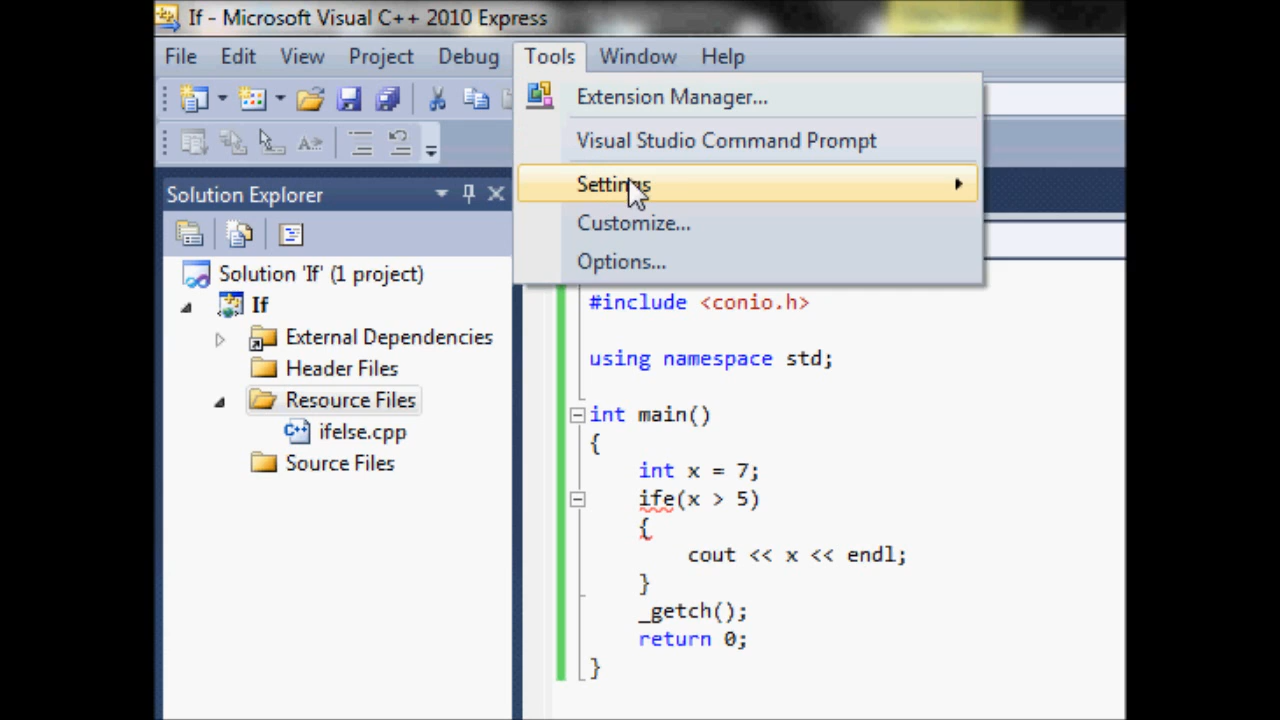 If - Microsoft Visual C++ 2010 Express
File Edit View Project Debug Tools Window Help
Extension Manager...
Visual Studio Command Prompt
Settings
Customize...
Options...
Solution Explorer
Solution 'If' (1 project)
If
External Dependencies
Header Files
Resource Files
ifelse.cpp
Source Files
#include <conio.h>
using namespace std;
int main()
{
int x = 7;
ife(x > 5)
{
cout << x << endl;
}
_getch();
return 0;
}